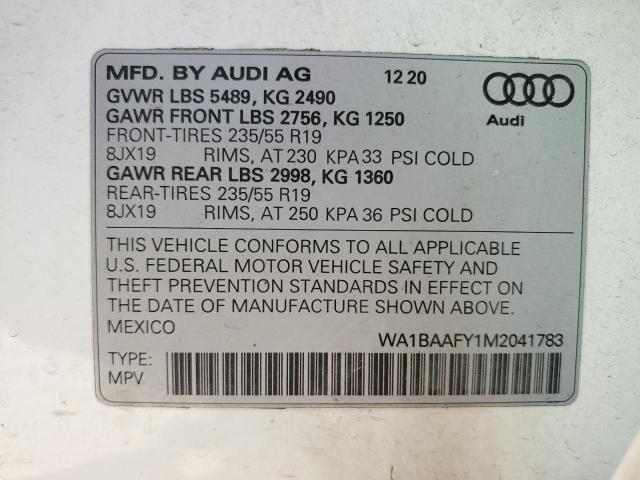 MFD. BY AUDI AG 12 20
GVWR LBS 5489, KG 2490
GAWR FRONT LBS 2756, KG 1250
Audi
FRONT-TIRES 235/55 R19
8JX19 RIMS, AT 230 KPA 33 PSI COLD
GAWR REAR LBS 2998, KG 1360
REAR-TIRES 235/55 R19
8JX19 RIMS, AT 250 KPA 36 PSI COLD
THIS VEHICLE CONFORMS TO ALL APPLICABLE
U.S. FEDERAL MOTOR VEHICLE SAFETY AND
THEFT PREVENTION STANDARDS IN EFFECT ON
THE DATE OF MANUFACTURE SHOWN ABOVE.
MEXICO WA1BAAFY1M2041783
TYPE:
MPV